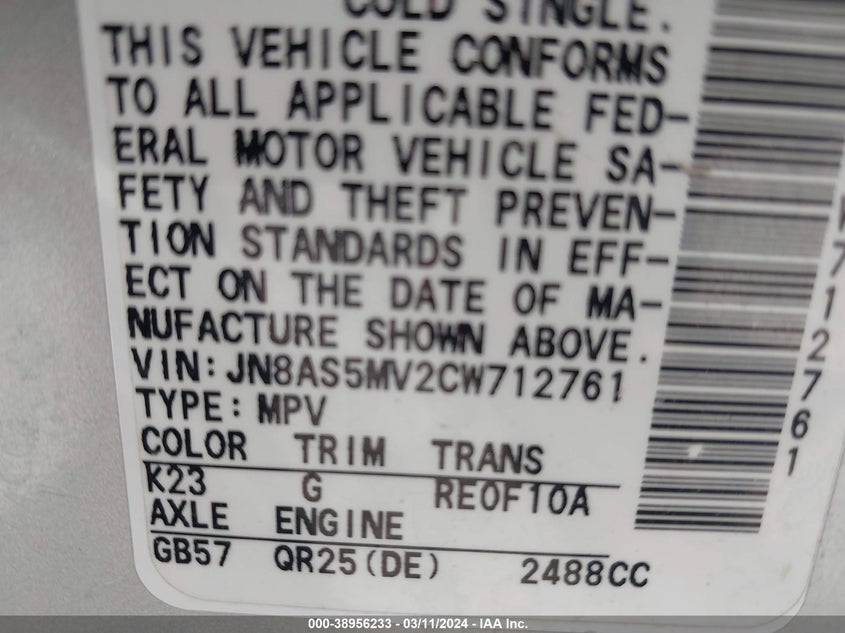 COLD SINGLE.
THIS VEHICLE CONFORMS
TO ALL APPLICABLE FED-
ERAL MOTOR VEHICLE SA-
FETY AND THEFT PREVEN-
TION STANDARDS IN EFF-
ECT ON THE DATE OF MA-
NUFACTURE SHOWN ABOVE.
VIN: JN8AS5MV2CW712761
TYPE: MPV
COLOR TRIM TRANS
K23 G RE0F10A
AXLE ENGINE
GB57 QR25(DE) 2488CC
712761
000-38956233 - 03/11/2024 - IAA Inc.